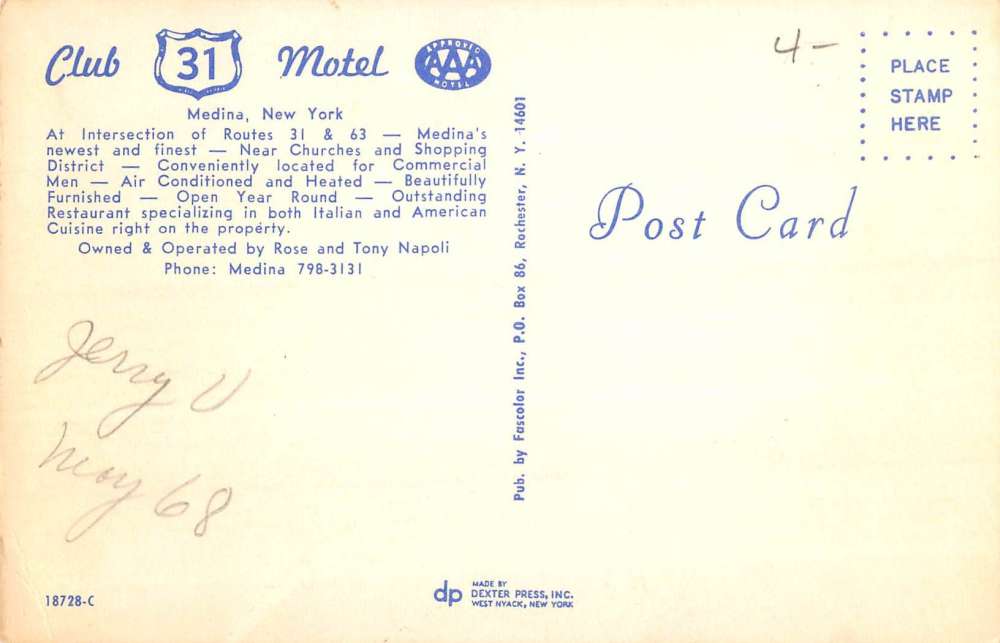 Club 31 Motel
APPROVED
AAA
MOTEL
Medina, New York
At Intersection of Routes 31 & 63 — Medina's
newest and finest — Near Churches and Shopping
District — Conveniently located for Commercial
Men — Air Conditioned and Heated — Beautifully
Furnished — Open Year Round — Outstanding
Restaurant specializing in both Italian and American
Cuisine right on the property.
Owned & Operated by Rose and Tony Napoli
Phone: Medina 798-3131
Jerry V
May 68
18728-C
Pub. by Fascolor Inc., P.O. Box 86, Rochester, N. Y. 14601
4-
PLACE
STAMP
HERE
Post Card
dp
MADE BY
DEXTER PRESS, INC.
WEST NYACK, NEW YORK